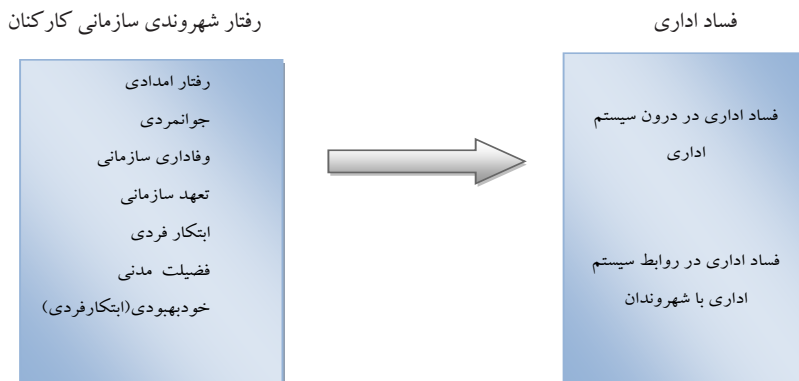 فساد اداری
فساد اداری در درون سیستم
اداری
فساد اداری در روابط سیستم
اداری با شهروندان
رفتار شهروندی سازمانی کارکنان
رفتار امدادی
جوانمردی
وفاداری سازمانی
تعهد سازمانی
ابتکار فردی
فضیلت مدنی
خودبهبودی(ابتکارفردی)